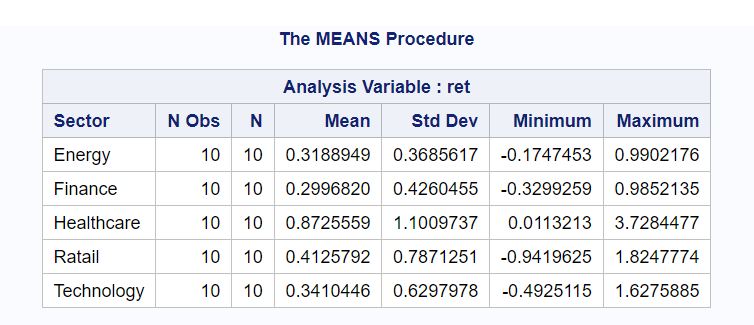 The MEANS Procedure
Analysis Variable : ret
Sector N Obs N Mean Std Dev Minimum Maximum
Energy 10 10 0.3188949 0.3685617 -0.1747453 0.9902176
Finance 10 10 0.2996820 0.4260455 -0.3299259 0.9852135
Healthcare 10 10 0.8725559 1.1009737 0.0113213 3.7284477
Ratail 10 10 0.4125792 0.7871251 -0.9419625 1.8247774
Technology 10 10 0.3410446 0.6297978 -0.4925115 1.6275885